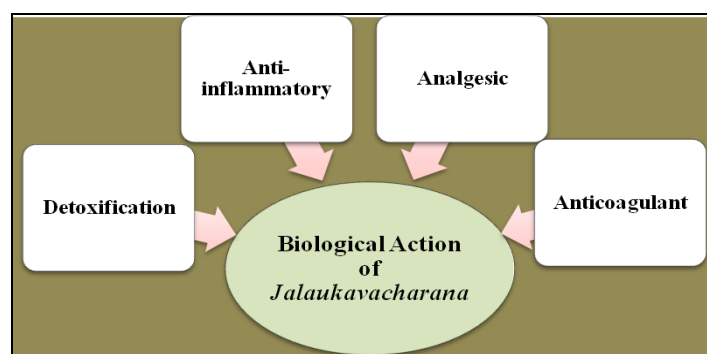 Anti-
inflammatory
Analgesic
Detoxification
Anticoagulant
Biological Action
of
Jalaukavacharana